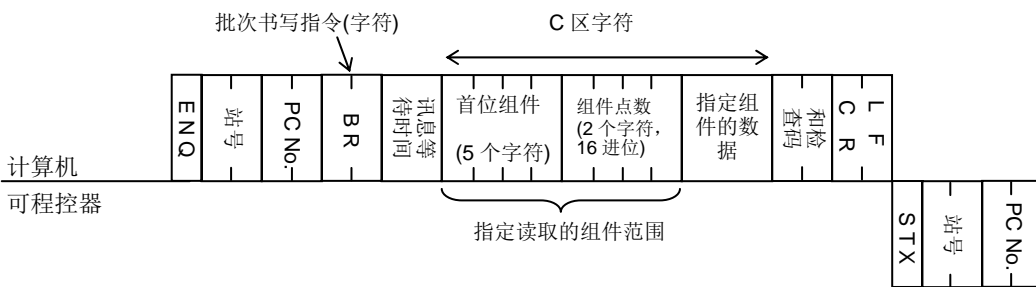 批次书写指令(字符)
C 区字符
ENQ
站号
PC No.
BR
讯息等
待时间
首位组件
(5 个字符)
组件点数
(2 个字符,
16 进位)
指定组
件的数
据
和检
查码
LF
CR
计算机
可程控器
指定读取的组件范围
STX
站号
PC No.